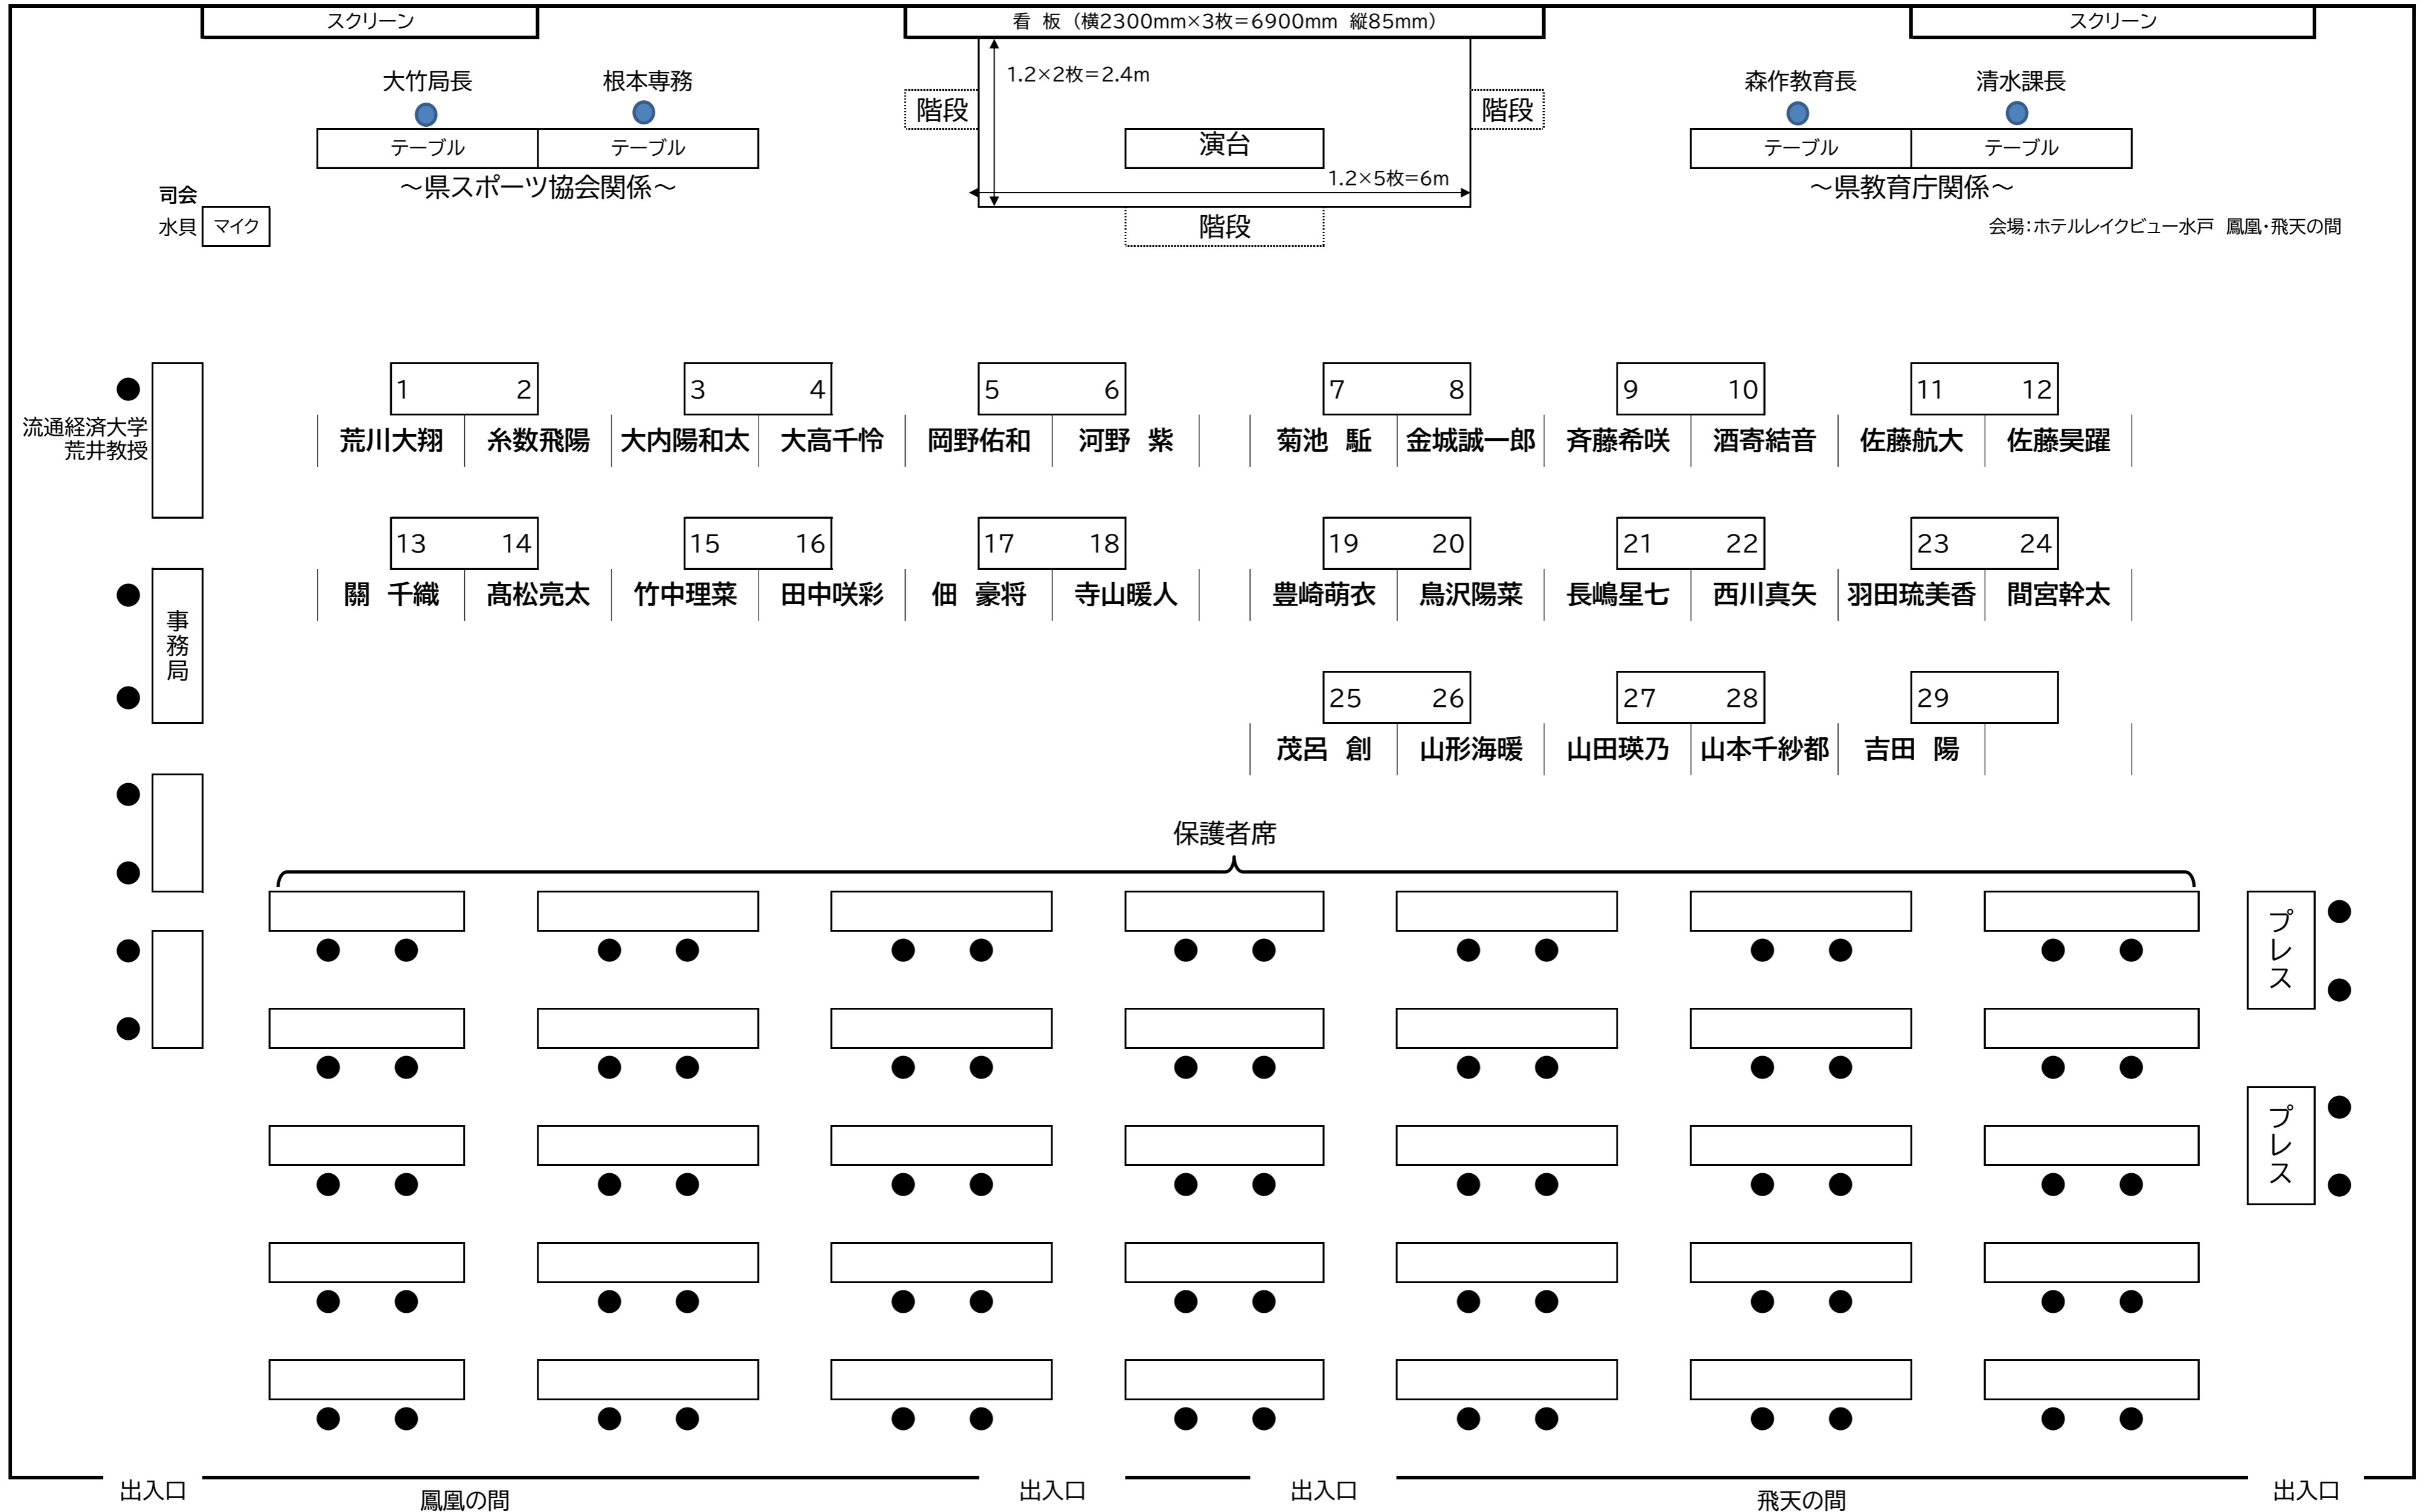 スクリーン
看 板（横2300mm×3枚＝6900mm 縦85mm）
スクリーン
大竹局長
根本専務
1.2×2枚＝2.4m
森作教育長
清水課長
階段
階段
テーブル
テーブル
演台
テーブル
テーブル
～県スポーツ協会関係～
1.2×5枚＝6m
～県教育庁関係～
司会
水貝
マイク
階段
会場：ホテルレイクビュー水戸 鳳凰・飛天の間
1 2 3 4 5 6 7 8 9 10 11 12
流通経済大学
荒井教授
荒川大翔 糸数飛陽 大内陽和太 大高千怜 岡野佑和 河野 紫 菊池 駈 金城誠一郎 斉藤希咲 酒寄結音 佐藤航大 佐藤昊躍
13 14 15 16 17 18 19 20 21 22 23 24
關 千織 髙松亮太 竹中理菜 田中咲彩 佃 豪将 寺山暖人 豊崎萌衣 鳥沢陽菜 長嶋星七 西川真矢 羽田琉美香 間宮幹太
事務局
25 26 27 28 29
茂呂 創 山形海暖 山田瑛乃 山本千紗都 吉田 陽
保護者席
プレス
プレス
出入口
鳳凰の間
出入口
出入口
飛天の間
出入口